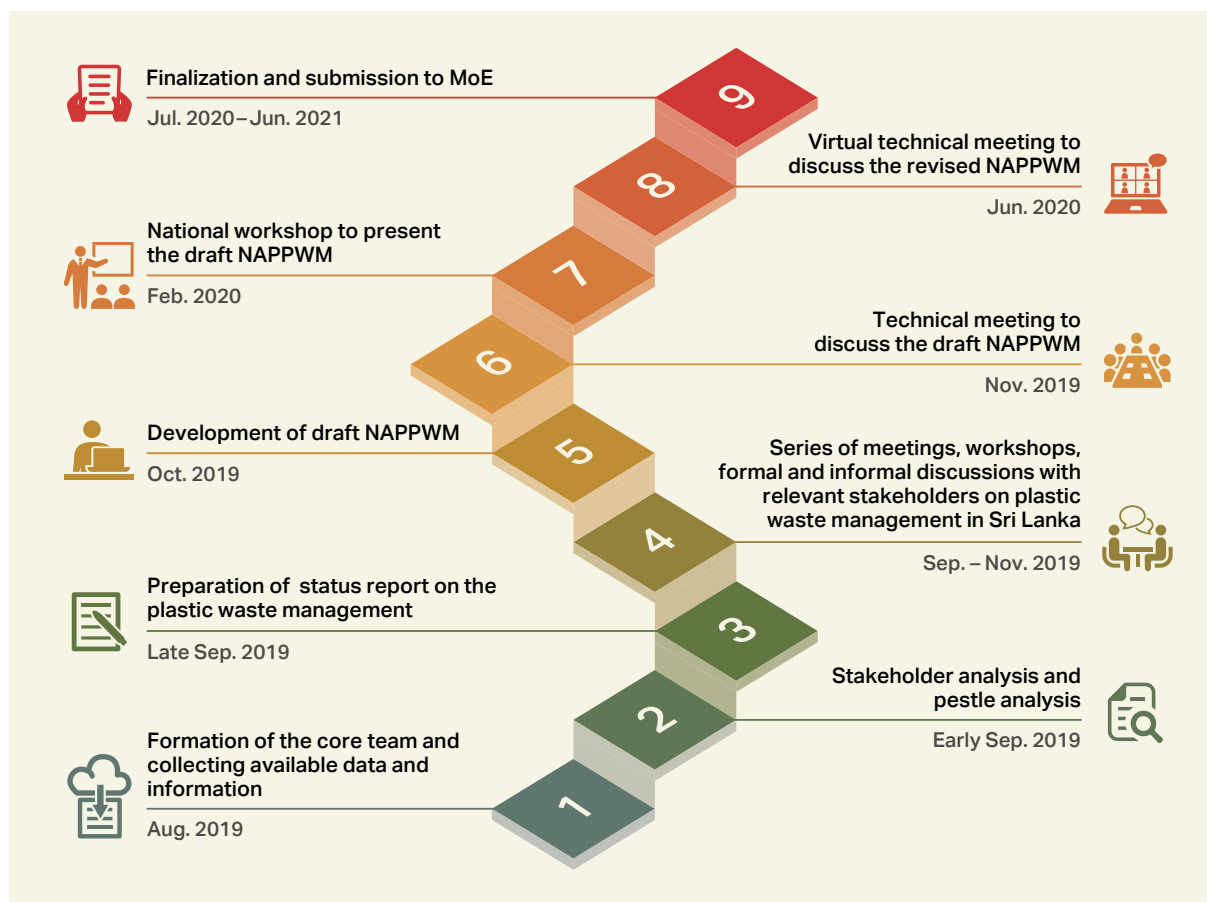 Finalization and submission to MoE
Jul. 2020–Jun. 2021
9
Virtual technical meeting to
discuss the revised NAPPWM
Jun. 2020
8
National workshop to present
the draft NAPPWM
Feb. 2020
7
Technical meeting to
discuss the draft NAPPWM
Nov. 2019
6
Development of draft NAPPWM
Oct. 2019
5
Series of meetings, workshops,
formal and informal discussions with
relevant stakeholders on plastic
waste management in Sri Lanka
Sep. – Nov. 2019
4
Preparation of  status report on the
plastic waste management
Late Sep. 2019
3
Stakeholder analysis and
pestle analysis
Early Sep. 2019
2
Formation of the core team and
collecting available data and
information
Aug. 2019
1